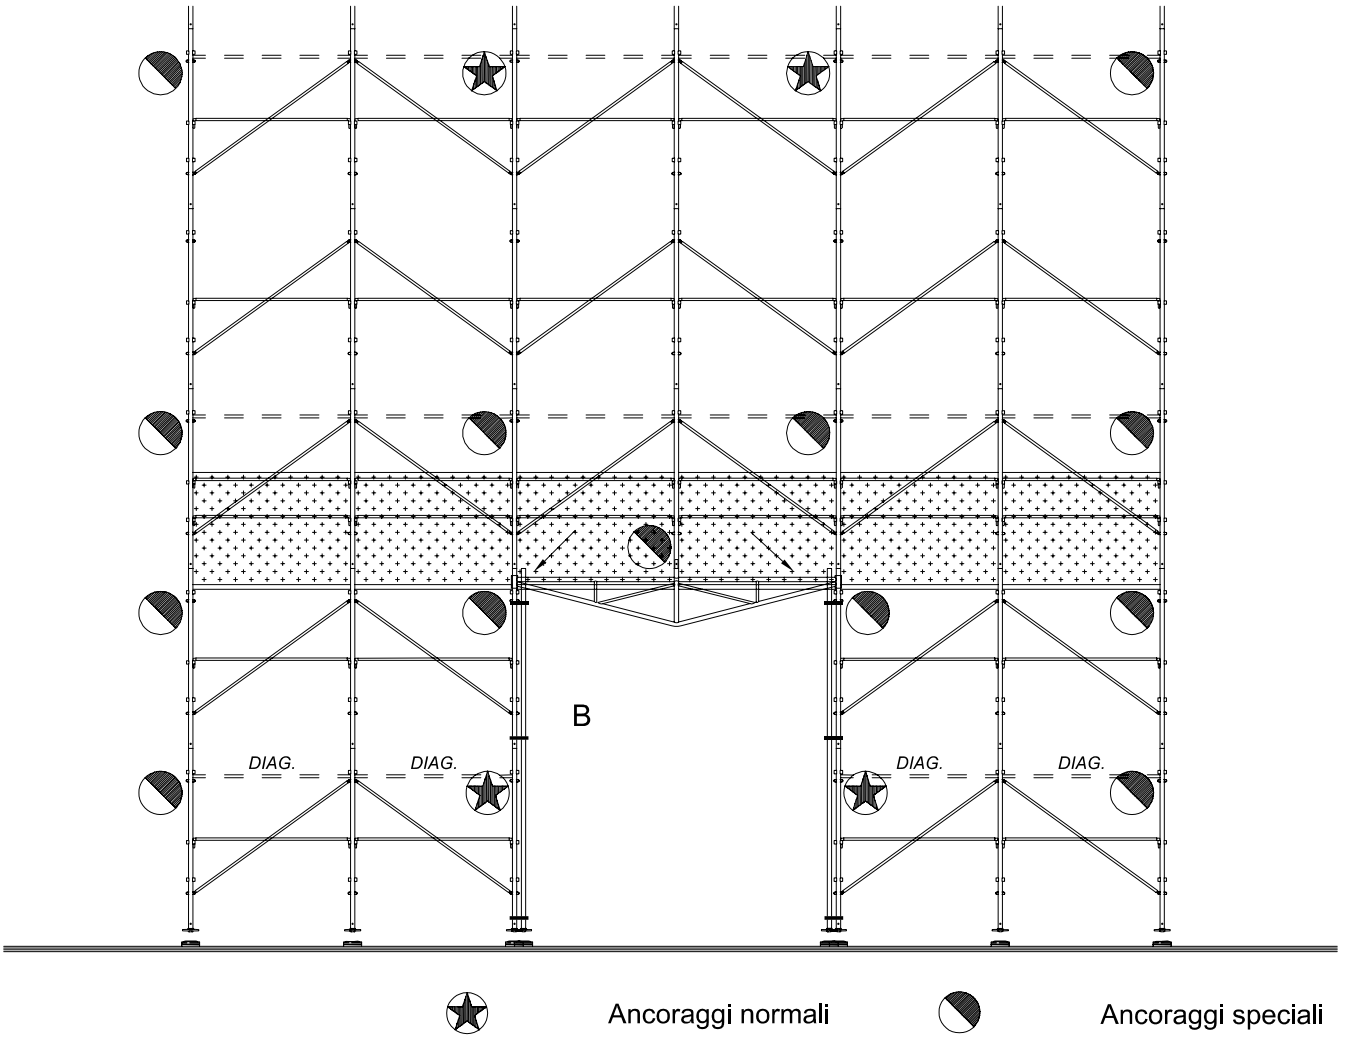 B
DIAG.
DIAG.
DIAG.
DIAG.
Ancoraggi normali
Ancoraggi speciali